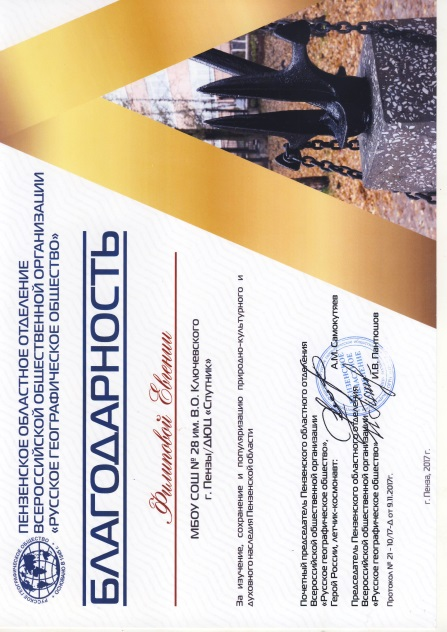 ПЕНЗЕНСКОЕ ОБЛАСТНОЕ ОТДЕЛЕНИЕ
ВСЕРОССИЙСКОЙ ОБЩЕСТВЕННОЙ ОРГАНИЗАЦИИ
«РУССКОЕ ГЕОГРАФИЧЕСКОЕ ОБЩЕСТВО»
БЛАГОДАРНОСТЬ
Филиповой Евгении
МБОУ СОШ № 28 им. В.О. Ключевского
г. Пензы/ДЮЦ «Спутник»
За изучение, сохранение и популяризацию природно-культурного и
духовного наследия Пензенской области
Почетный председатель Пензенского областного отделения
Всероссийской общественной организации
«Русское географическое общество»,
Герой России, летчик-космонавт: А.М. Самокутяев
Председатель Пензенского областного отделения
Всероссийской общественной организации
«Русское географическое общество» И.В. Пантюшов
Протокол № 21 - 10/17-Д от 9.11.2017г.
г. Пенза, 2017 г.